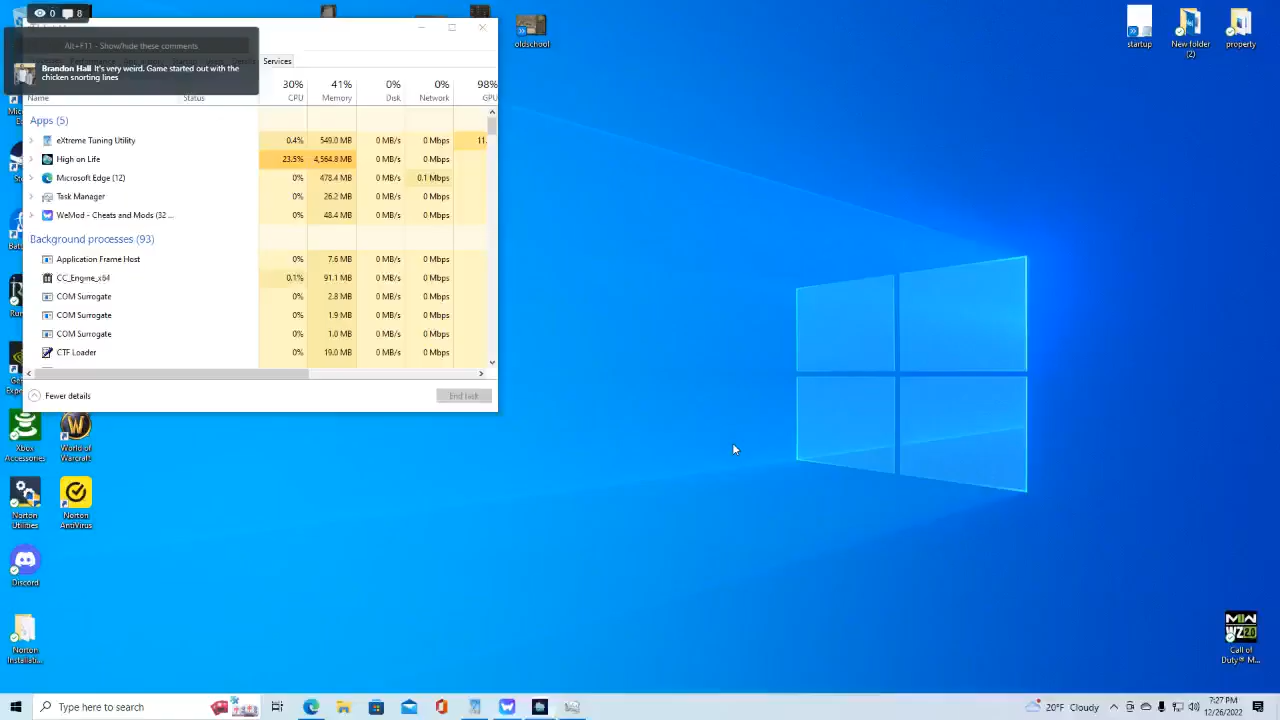 0 8
Alt+F11 - Show/hide these comments
Brandon Hall It's very weird. Game started out with the
chicken snorting lines
Services
30% 41% 0% 0% 98%
Name Status CPU Memory Disk Network GPU
Apps (5)
eXtreme Tuning Utility 0.4% 549.0 MB 0 MB/s 0 Mbps 11.
High on Life 23.5% 4,564.8 MB 0 MB/s 0 Mbps
Microsoft Edge (12) 0% 478.4 MB 0 MB/s 0.1 Mbps
Task Manager 0% 26.2 MB 0 MB/s 0 Mbps
WeMod - Cheats and Mods (32 ... 0% 48.4 MB 0 MB/s 0 Mbps
Background processes (93)
Application Frame Host 0% 7.6 MB 0 MB/s 0 Mbps
CC_Engine_x64 0.1% 91.1 MB 0 MB/s 0 Mbps
COM Surrogate 0% 2.8 MB 0 MB/s 0 Mbps
COM Surrogate 0% 1.9 MB 0 MB/s 0 Mbps
COM Surrogate 0% 1.0 MB 0 MB/s 0 Mbps
CTF Loader 0% 19.0 MB 0 MB/s 0 Mbps
Fewer details
End task
oldschool
startup
New folder
(2)
property
Xbox
Accessories
World of
Warcraft
Norton
Utilities
Norton
AntiVirus
Discord
Norton
Installati...
MW
WZ2.0
Call of
Duty® M...
Type here to search
20°F Cloudy
7:27 PM
12/26/2022